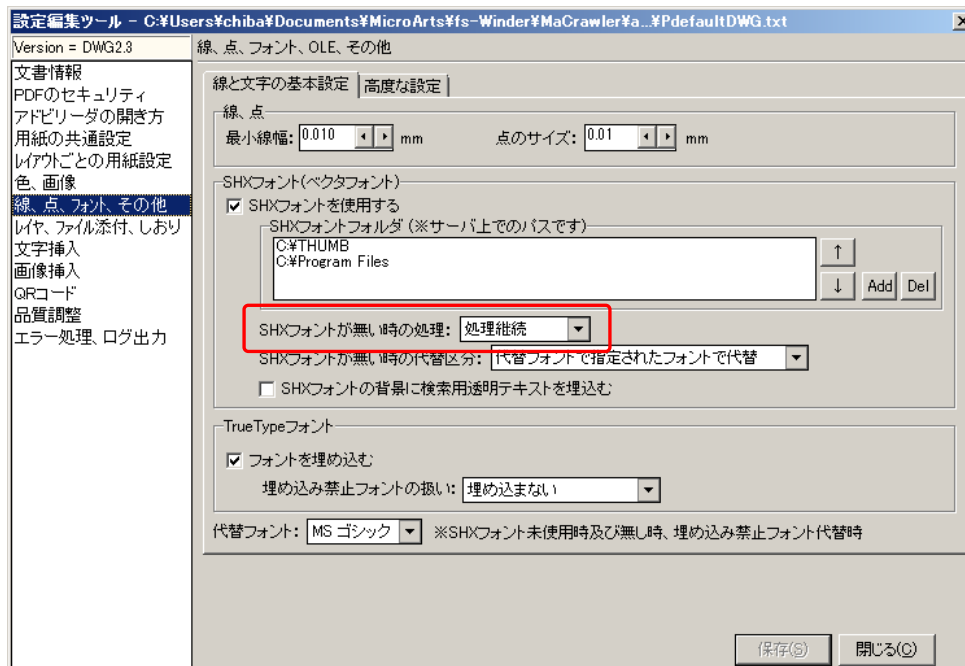 設定編集ツール - C:¥Users¥chiba¥Documents¥MicroArts¥fs-Winder¥MaCrawler¥a...¥PdefaultDWG.txt
Version = DWG2.3
線、点、フォント、OLE、その他
文書情報
PDFのセキュリティ
アドビリーダの開き方
用紙の共通設定
レイアウトごとの用紙設定
色、画像
線、点、フォント、その他
レイヤ、ファイル添付、しおり
文字挿入
画像挿入
QRコード
品質調整
エラー処理、ログ出力
線と文字の基本設定
高度な設定
線、点
最小線幅: 0.010 mm 点のサイズ: 0.01 mm
SHXフォント(ベクタフォント)
SHXフォントを使用する
SHXフォントフォルダ (※サーバ上でのパスです)
C:¥THUMB
C:¥Program Files
↑
↓ Add Del
SHXフォントが無い時の処理: 処理継続
SHXフォントが無い時の代替区分: 代替フォントで指定されたフォントで代替
SHXフォントの背景に検索用透明テキストを埋込む
TrueTypeフォント
フォントを埋め込む
埋め込み禁止フォントの扱い: 埋め込まない
代替フォント: MS ゴシック ※SHXフォント未使用時及び無し時、埋め込み禁止フォント代替時
保存(S) 閉じる(C)